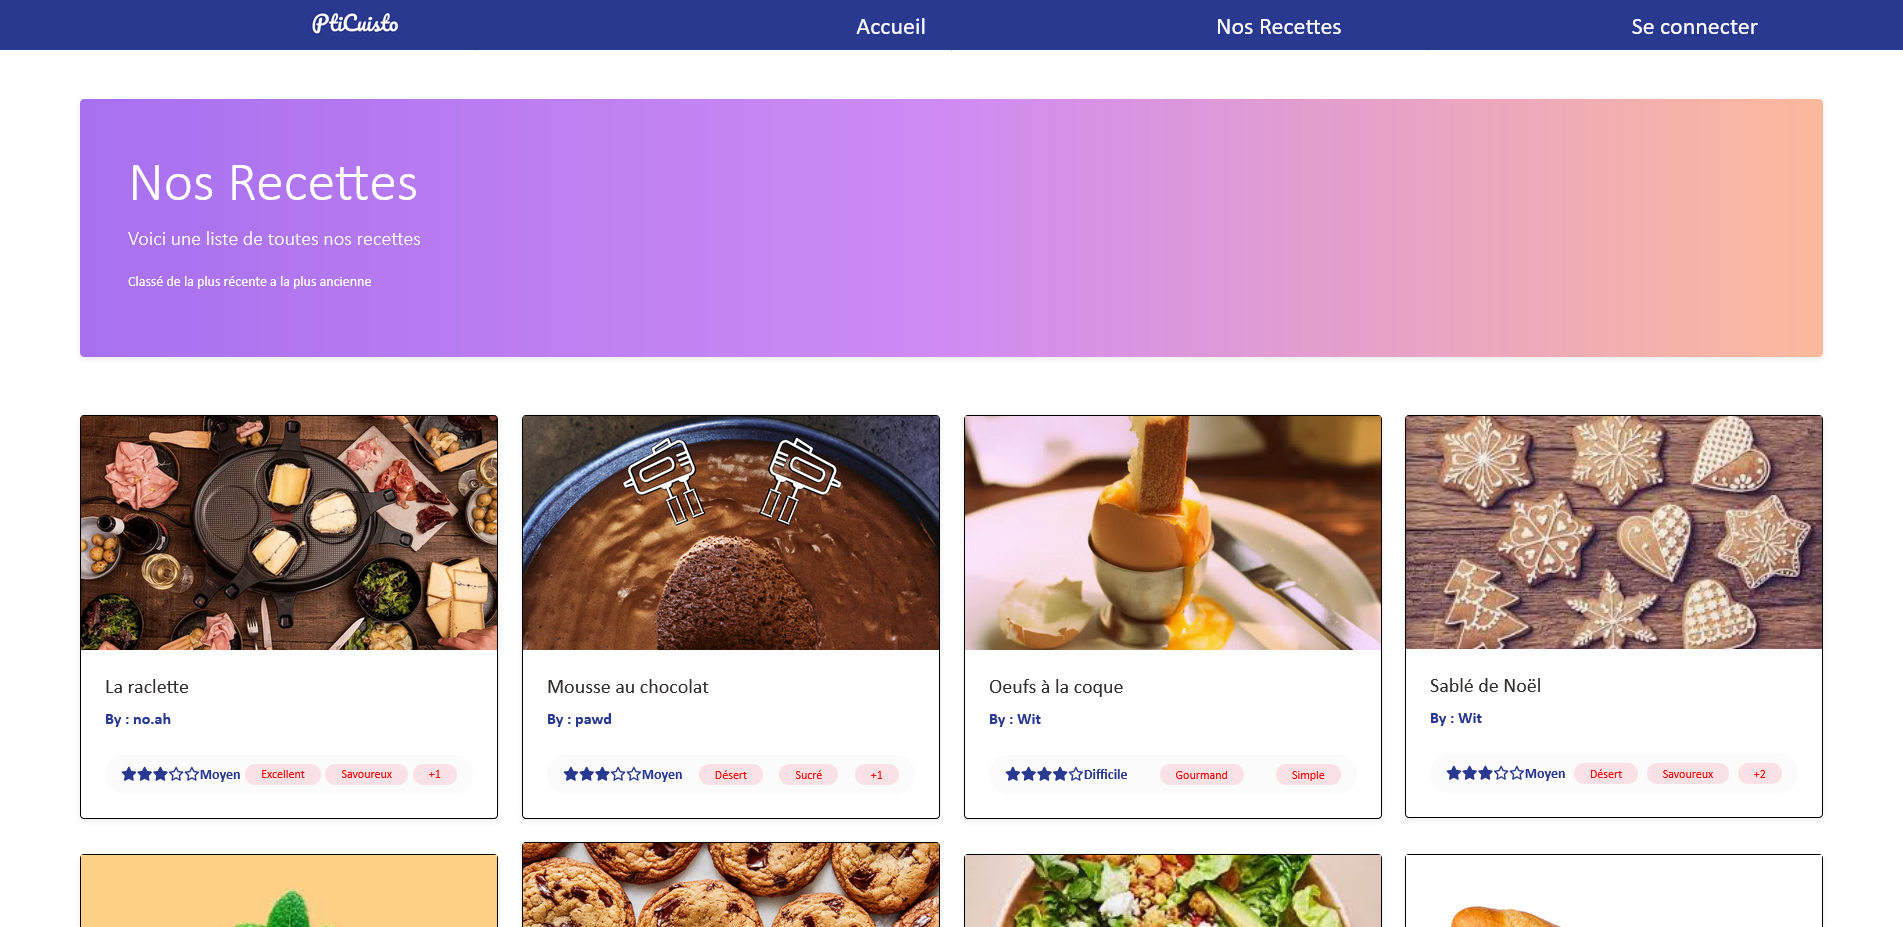 PtiCuisto
Accueil
Nos Recettes
Se connecter
Nos Recettes
Voici une liste de toutes nos recettes
Classé de la plus récente a la plus ancienne
La raclette
By : no.ah
Moyen Excellent Savoureux +1
Mousse au chocolat
By : pawd
Moyen Désert Sucré +1
Oeufs à la coque
By : Wit
Difficile Gourmand Simple
Sablé de Noël
By : Wit
Moyen Désert Savoureux +2